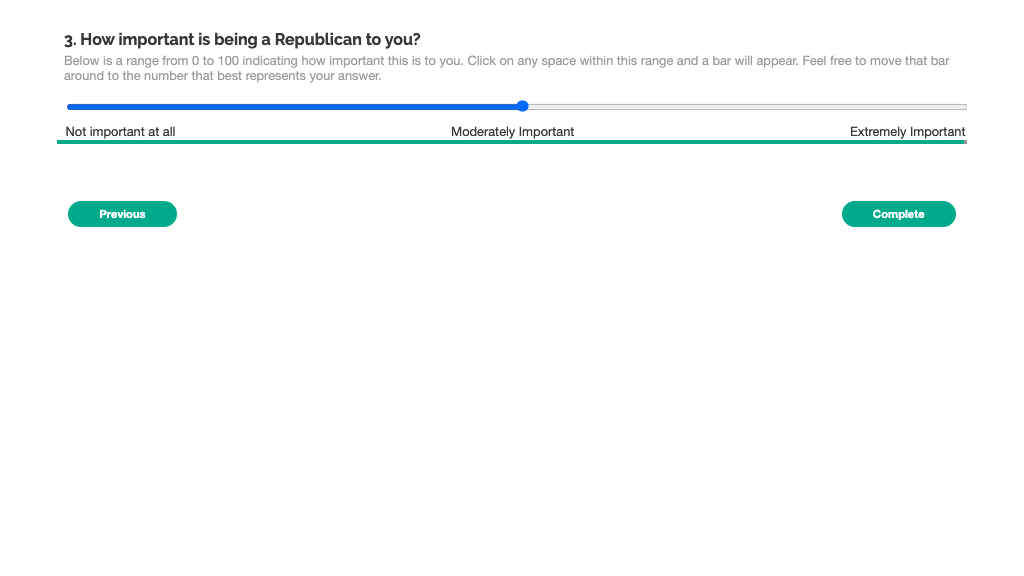 3. How important is being a Republican to you?
Below is a range from 0 to 100 indicating how important this is to you. Click on any space within this range and a bar will appear. Feel free to move that bar
around to the number that best represents your answer.
Not important at all Moderately Important Extremely Important
Previous Complete